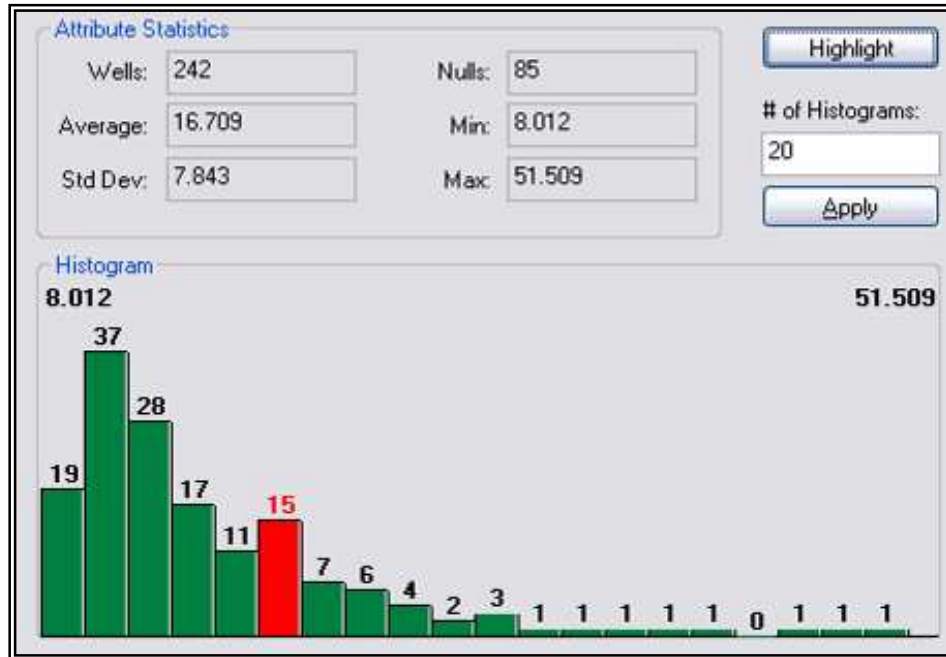 Attribute Statistics
Wells: 242 Nulls: 85
Average: 16.709 Min: 8.012
Std Dev: 7.843 Max: 51.509
Highlight
# of Histograms:
20
Apply
Histogram
8.012 51.509
19 37 28 17 11 15 7 6 4 2 3 1 1 1 1 1 0 1 1 1